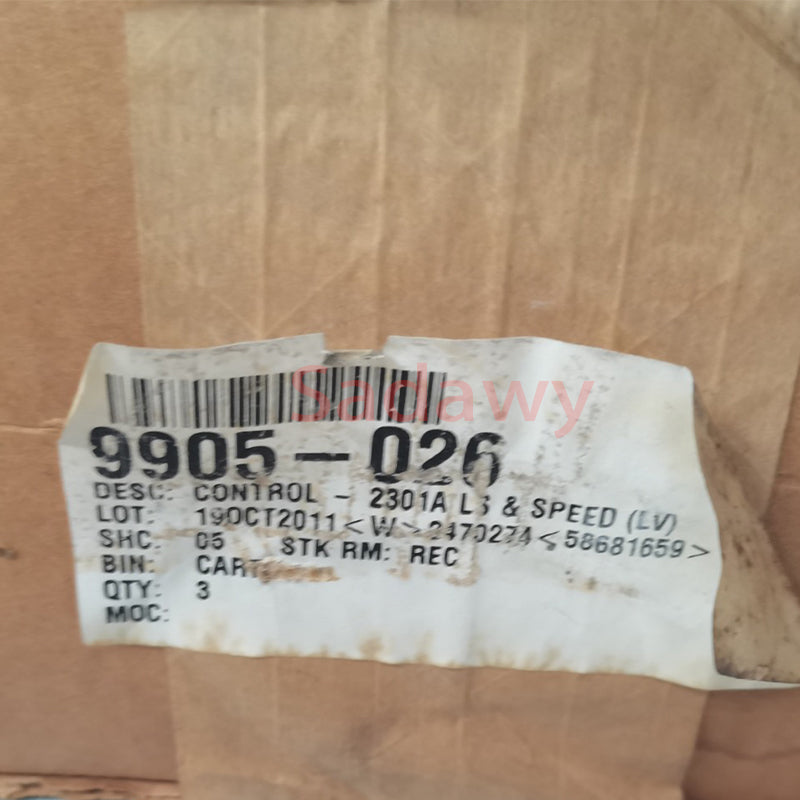 Sadawy
9905-026
DESC: CONTROL - 2301A LS & SPEED (LV)
LOT: 19OCT2011<W>2470274<58681659>
SHC: 05 STK RM: REC
BIN: CART
QTY: 3
MOC: